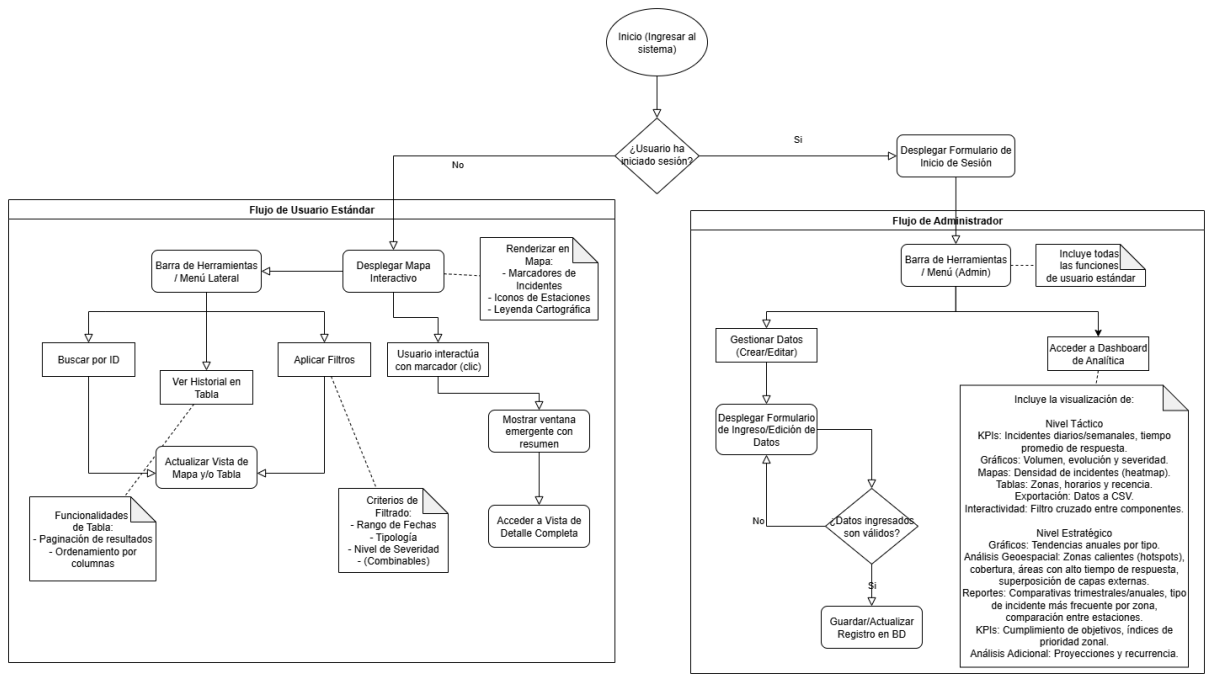 Inicio (Ingresar al
sistema)
¿Usuario ha
iniciado sesión?
Si
No
Desplegar Formulario de
Inicio de Sesión
Flujo de Usuario Estándar
Barra de Herramientas
/ Menú Lateral
Desplegar Mapa
Interactivo
Renderizar en
Mapa:
- Marcadores de
Incidentes
- Iconos de Estaciones
- Leyenda Cartográfica
Buscar por ID
Ver Historial en
Tabla
Aplicar Filtros
Usuario interactúa
con marcador (clic)
Mostrar ventana
emergente con
resumen
Actualizar Vista de
Mapa y/o Tabla
Funcionalidades
de Tabla:
- Paginación de resultados
- Ordenamiento por
columnas
Criterios de
Filtrado:
- Rango de Fechas
- Tipología
- Nivel de Severidad
- (Combinables)
Acceder a Vista de
Detalle Completa
Flujo de Administrador
Barra de Herramientas
/ Menú (Admin)
Incluye todas
las funciones
de usuario estándar
Gestionar Datos
(Crear/Editar)
Acceder a Dashboard
de Analítica
Desplegar Formulario
de Ingreso/Edición de
Datos
No
¿Datos ingresados
son válidos?
Si
Guardar/Actualizar
Registro en BD
Incluye la visualización de:
Nivel Táctico
KPIs: Incidentes diarios/semanales, tiempo
promedio de respuesta.
Gráficos: Volumen, evolución y severidad.
Mapas: Densidad de incidentes (heatmap).
Tablas: Zonas, horarios y recencia.
Exportación: Datos a CSV.
Interactividad: Filtro cruzado entre componentes.
Nivel Estratégico
Gráficos: Tendencias anuales por tipo.
Análisis Geoespacial: Zonas calientes (hotspots),
cobertura, áreas con alto tiempo de respuesta,
superposición de capas externas.
Reportes: Comparativas trimestrales/anuales, tipo
de incidente más frecuente por zona,
comparación entre estaciones.
KPIs: Cumplimiento de objetivos, índices de
prioridad zonal.
Análisis Adicional: Proyecciones y recurrencia.